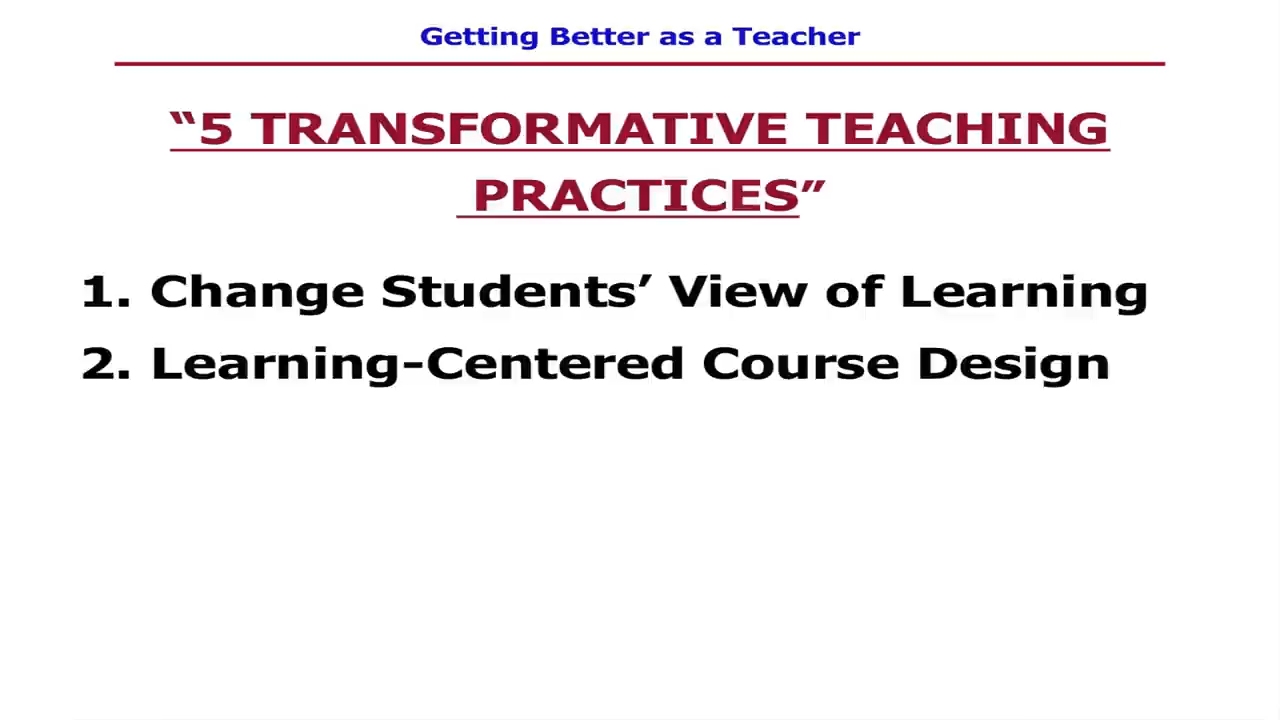 Getting Better as a Teacher
“5 TRANSFORMATIVE TEACHING
PRACTICES”
1. Change Students’ View of Learning
2. Learning-Centered Course Design